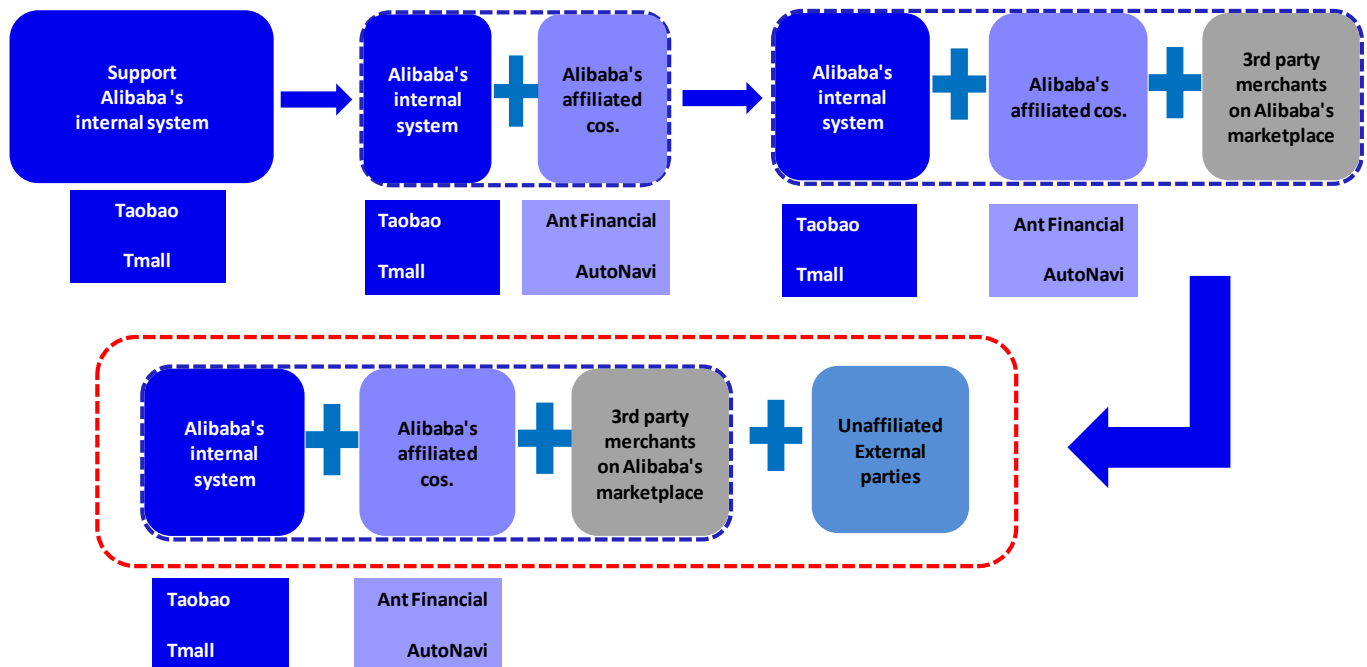 Support
Alibaba 's
internal system
Taobao
Tmall
Alibaba's
internal
system
Alibaba's
affiliated
cos.
Taobao
Tmall
Ant Financial
AutoNavi
Alibaba's
internal
system
Alibaba's
affiliated cos.
3rd party
merchants
on Alibaba's
marketplace
Taobao
Tmall
Ant Financial
AutoNavi
Alibaba's
internal
system
Alibaba's
affiliated
cos.
3rd party
merchants
on Alibaba's
marketplace
Unaffiliated
External
parties
Taobao
Tmall
Ant Financial
AutoNavi